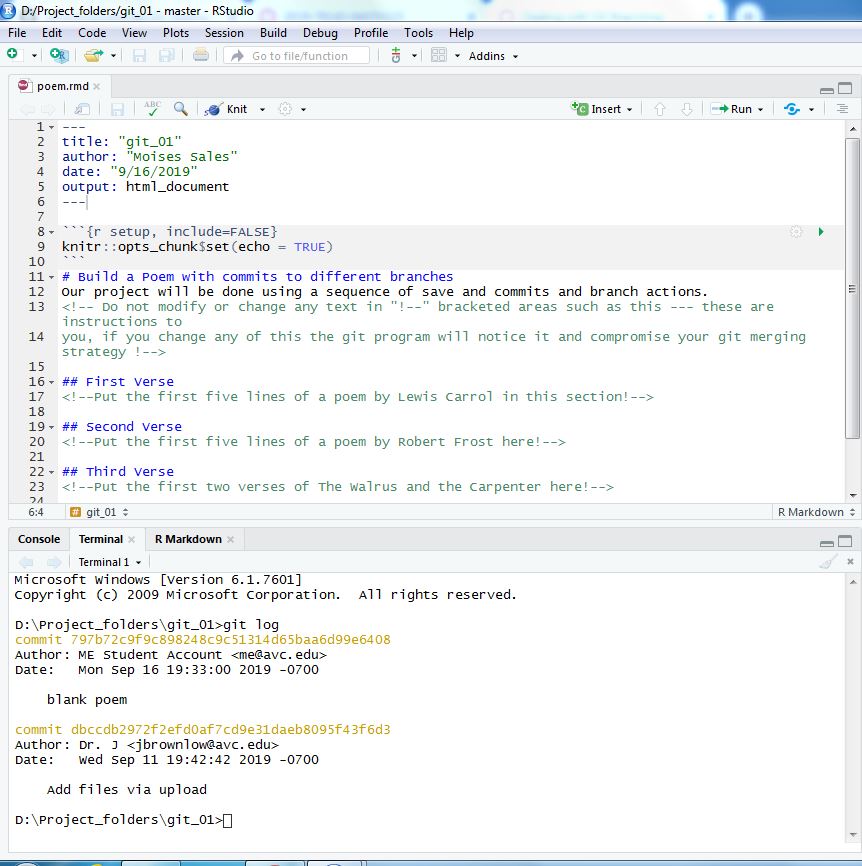 D:/Project_folders/git_01 - master - RStudio
File Edit Code View Plots Session Build Debug Profile Tools Help
Go to file/function Addins
poem.rmd
ABC Knit Insert Run
1 ---
2 title: "git_01"
3 author: "Moises Sales"
4 date: "9/16/2019"
5 output: html_document
6 ---
7
8 ```{r setup, include=FALSE}
9 knitr::opts_chunk$set(echo = TRUE)
10 ```
11 # Build a Poem with commits to different branches
12 Our project will be done using a sequence of save and commits and branch actions.
13 <!-- Do not modify or change any text in "!--" bracketed areas such as this --- these are
instructions to
14 you, if you change any of this the git program will notice it and compromise your git merging
strategy !-->
15
16 ## First Verse
17 <!--Put the first five lines of a poem by Lewis Carrol in this section!-->
18
19 ## Second Verse
20 <!--Put the first five lines of a poem by Robert Frost here!-->
21
22 ## Third Verse
23 <!--Put the first two verses of The Walrus and the Carpenter here!-->
24
6:4 # git_01 R Markdown
Console Terminal R Markdown
Terminal 1
Microsoft Windows [Version 6.1.7601]
Copyright (c) 2009 Microsoft Corporation.  All rights reserved.
D:\Project_folders\git_01>git log
commit 797b72c9f9c898248c9c51314d65baa6d99e6408
Author: ME Student Account <me@avc.edu>
Date:   Mon Sep 16 19:33:00 2019 -0700
blank poem
commit dbccdb2972f2efd0af7cd9e31daeb8095f43f6d3
Author: Dr. J <jbrownlow@avc.edu>
Date:   Wed Sep 11 19:42:42 2019 -0700
Add files via upload
D:\Project_folders\git_01>